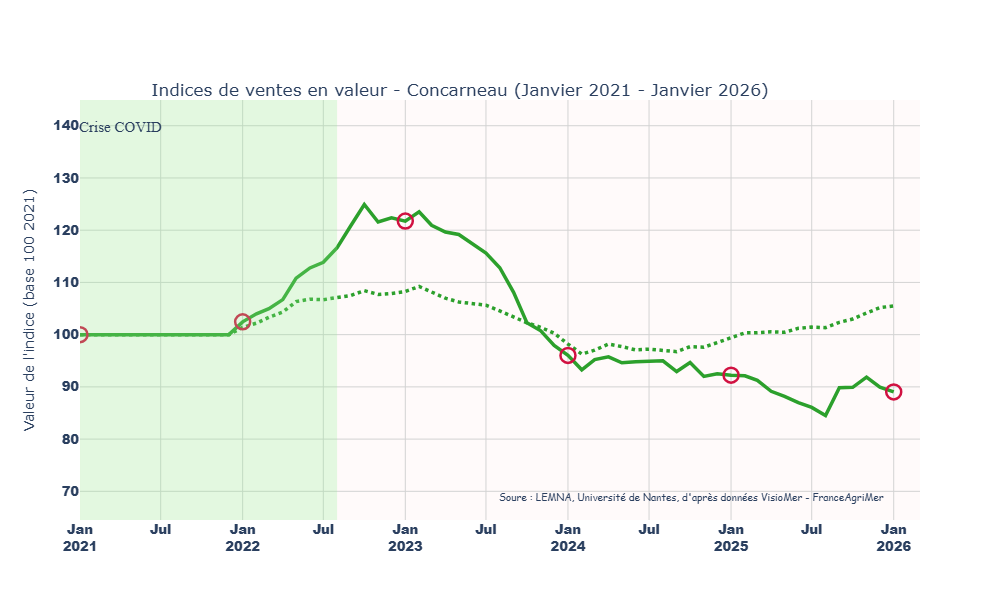 Indices de ventes en valeur - Concarneau (Janvier 2021 - Janvier 2026)
Valeur de l'Indice (base 100 2021)
140
Crise COVID
130
120
110
100
90
80
70
Soure : LEMNA, Université de Nantes, d'après données VisioMer - FranceAgriMer
Jan Jul Jan Jul Jan Jul Jan Jul Jan Jul Jan
2021 2022 2023 2024 2025 2026